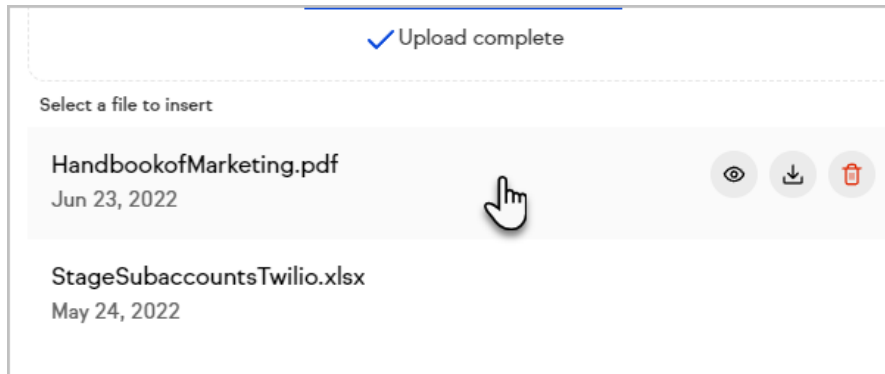 Upload complete
Select a file to insert
HandbookofMarketing.pdf
Jun 23, 2022
StageSubaccountsTwilio.xlsx
May 24, 2022